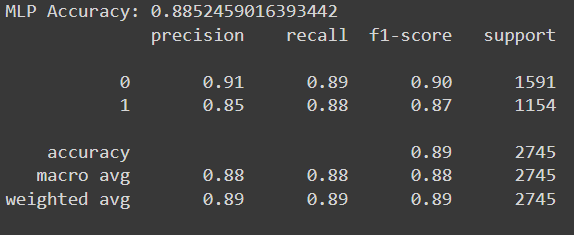 MLP Accuracy: 0.8852459016393442
precision recall f1-score support
0 0.91 0.89 0.90 1591
1 0.85 0.88 0.87 1154
accuracy 0.89 2745
macro avg 0.88 0.88 0.88 2745
weighted avg 0.89 0.89 0.89 2745